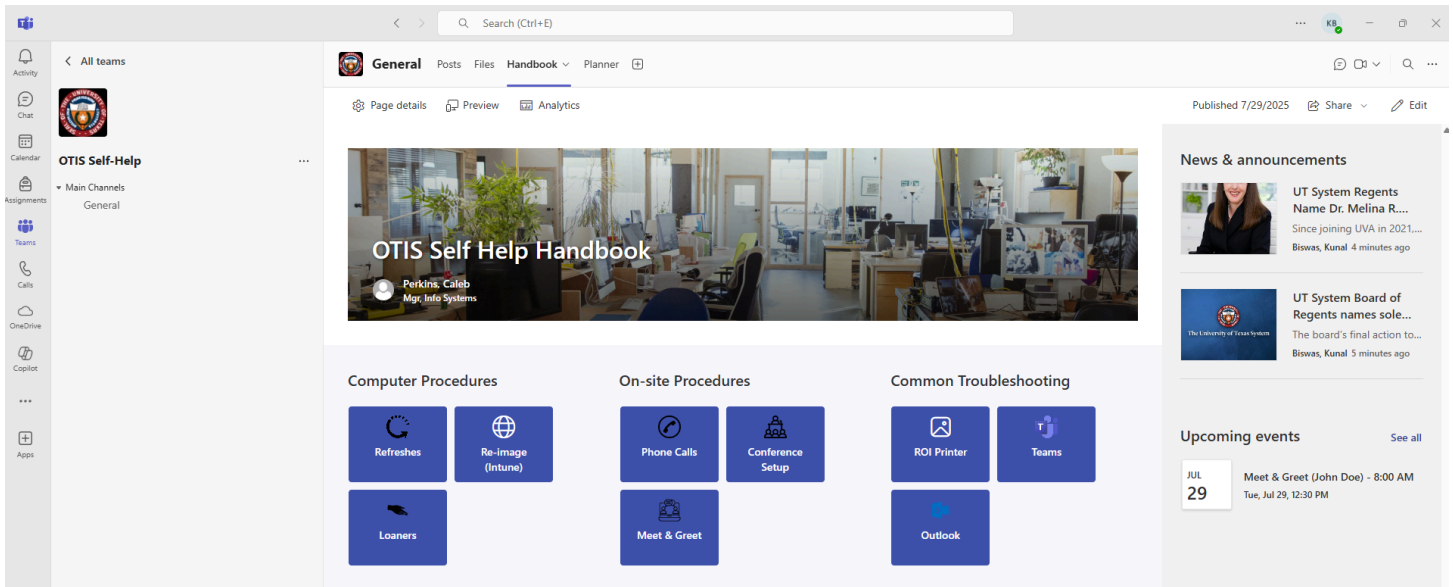 Search (Ctrl+E)
KB
Activity
Chat
Calendar
Assignments
Teams
Calls
OneDrive
Copilot
Apps
All teams
OTIS Self-Help
Main Channels
General
General Posts Files Handbook Planner
Page details Preview Analytics
Published 7/29/2025 Share Edit
OTIS Self Help Handbook
Perkins, Caleb
Mgr, Info Systems
Computer Procedures
Refreshes
Re-image
(Intune)
Loaners
On-site Procedures
Phone Calls
Conference
Setup
Meet & Greet
Common Troubleshooting
ROI Printer
Teams
Outlook
News & announcements
UT System Regents
Name Dr. Melina R....
Since joining UVA in 2021,...
Biswas, Kunal 4 minutes ago
The University of Texas System
UT System Board of
Regents names sole...
The board's final action to...
Biswas, Kunal 5 minutes ago
Upcoming events See all
JUL
29
Meet & Greet (John Doe) - 8:00 AM
Tue, Jul 29, 12:30 PM